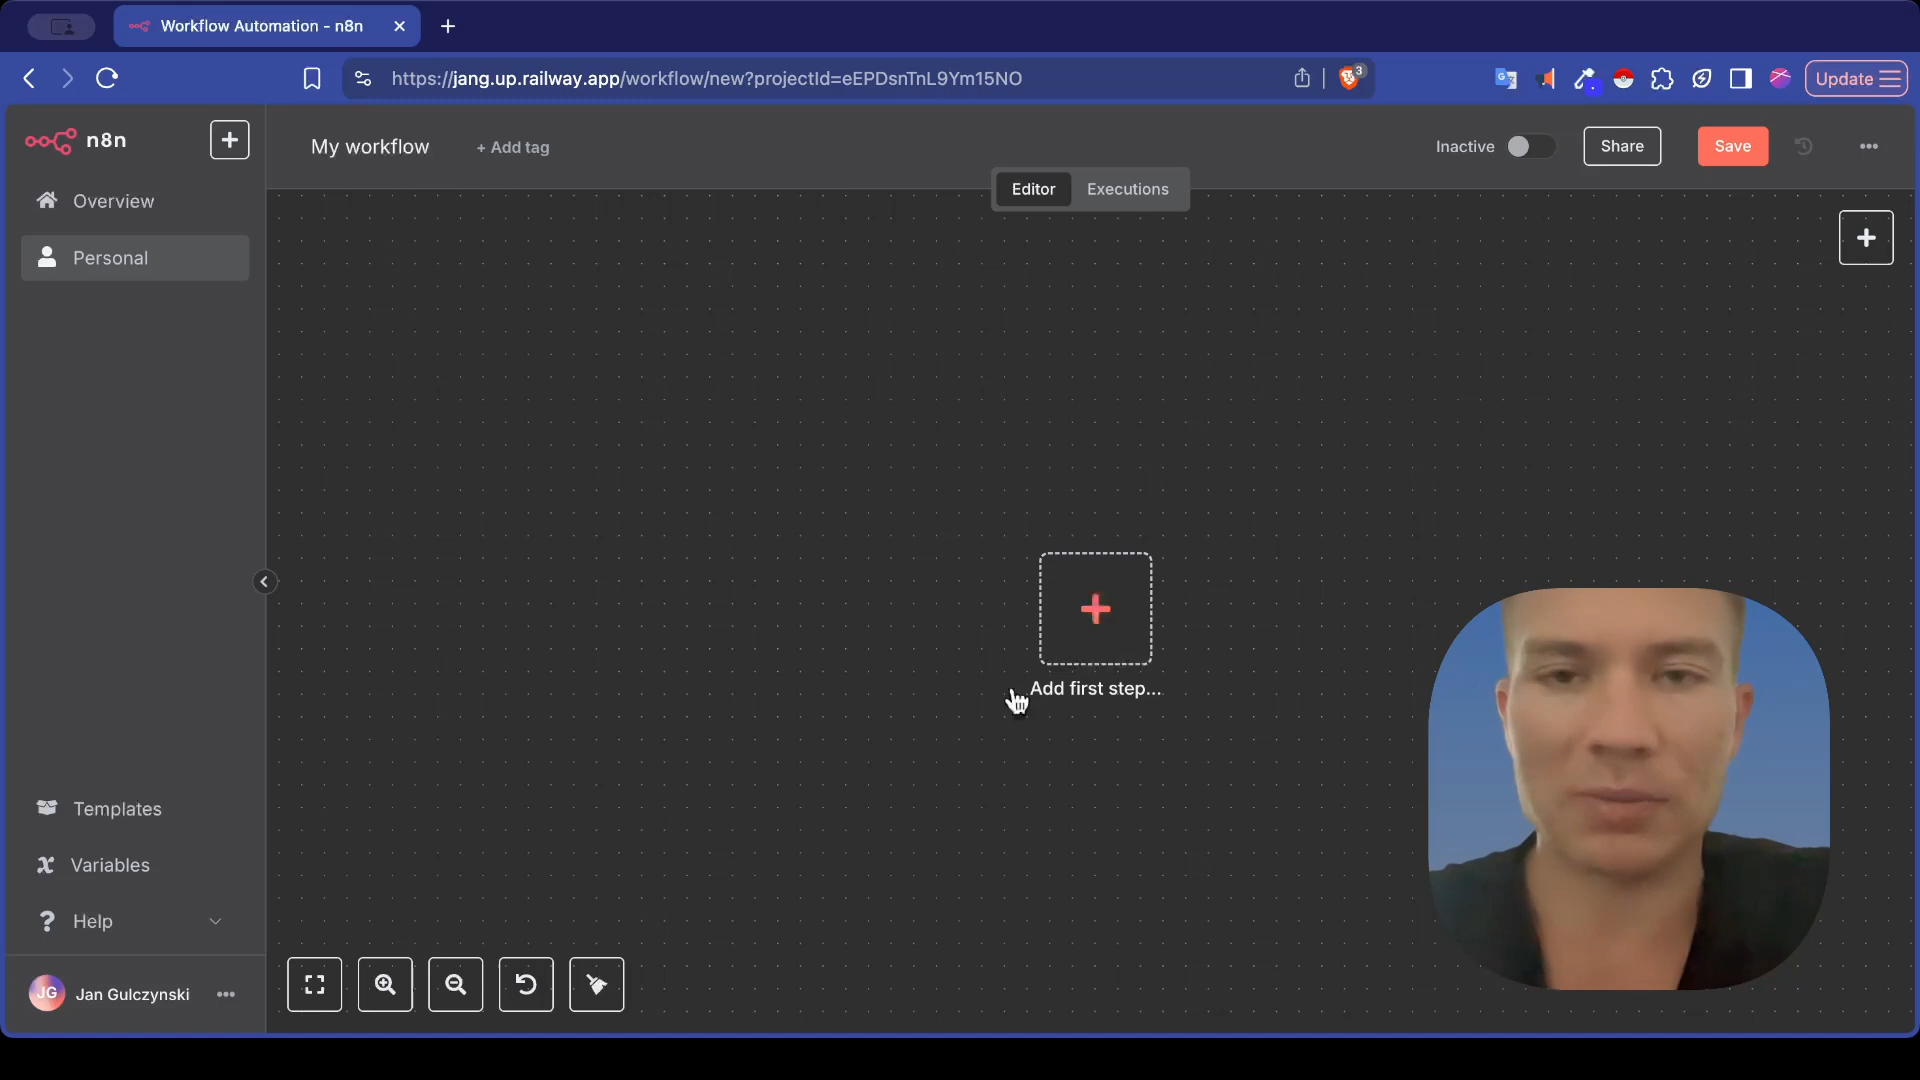 Workflow Automation - n8n
https://jang.up.railway.app/workflow/new?projectId=eEPDsnTnL9Ym15NO
3
Update
n8n
My workflow
+ Add tag
Inactive
Share
Save
Editor
Executions
Overview
Personal
Add first step...
Templates
Variables
Help
JG
Jan Gulczynski